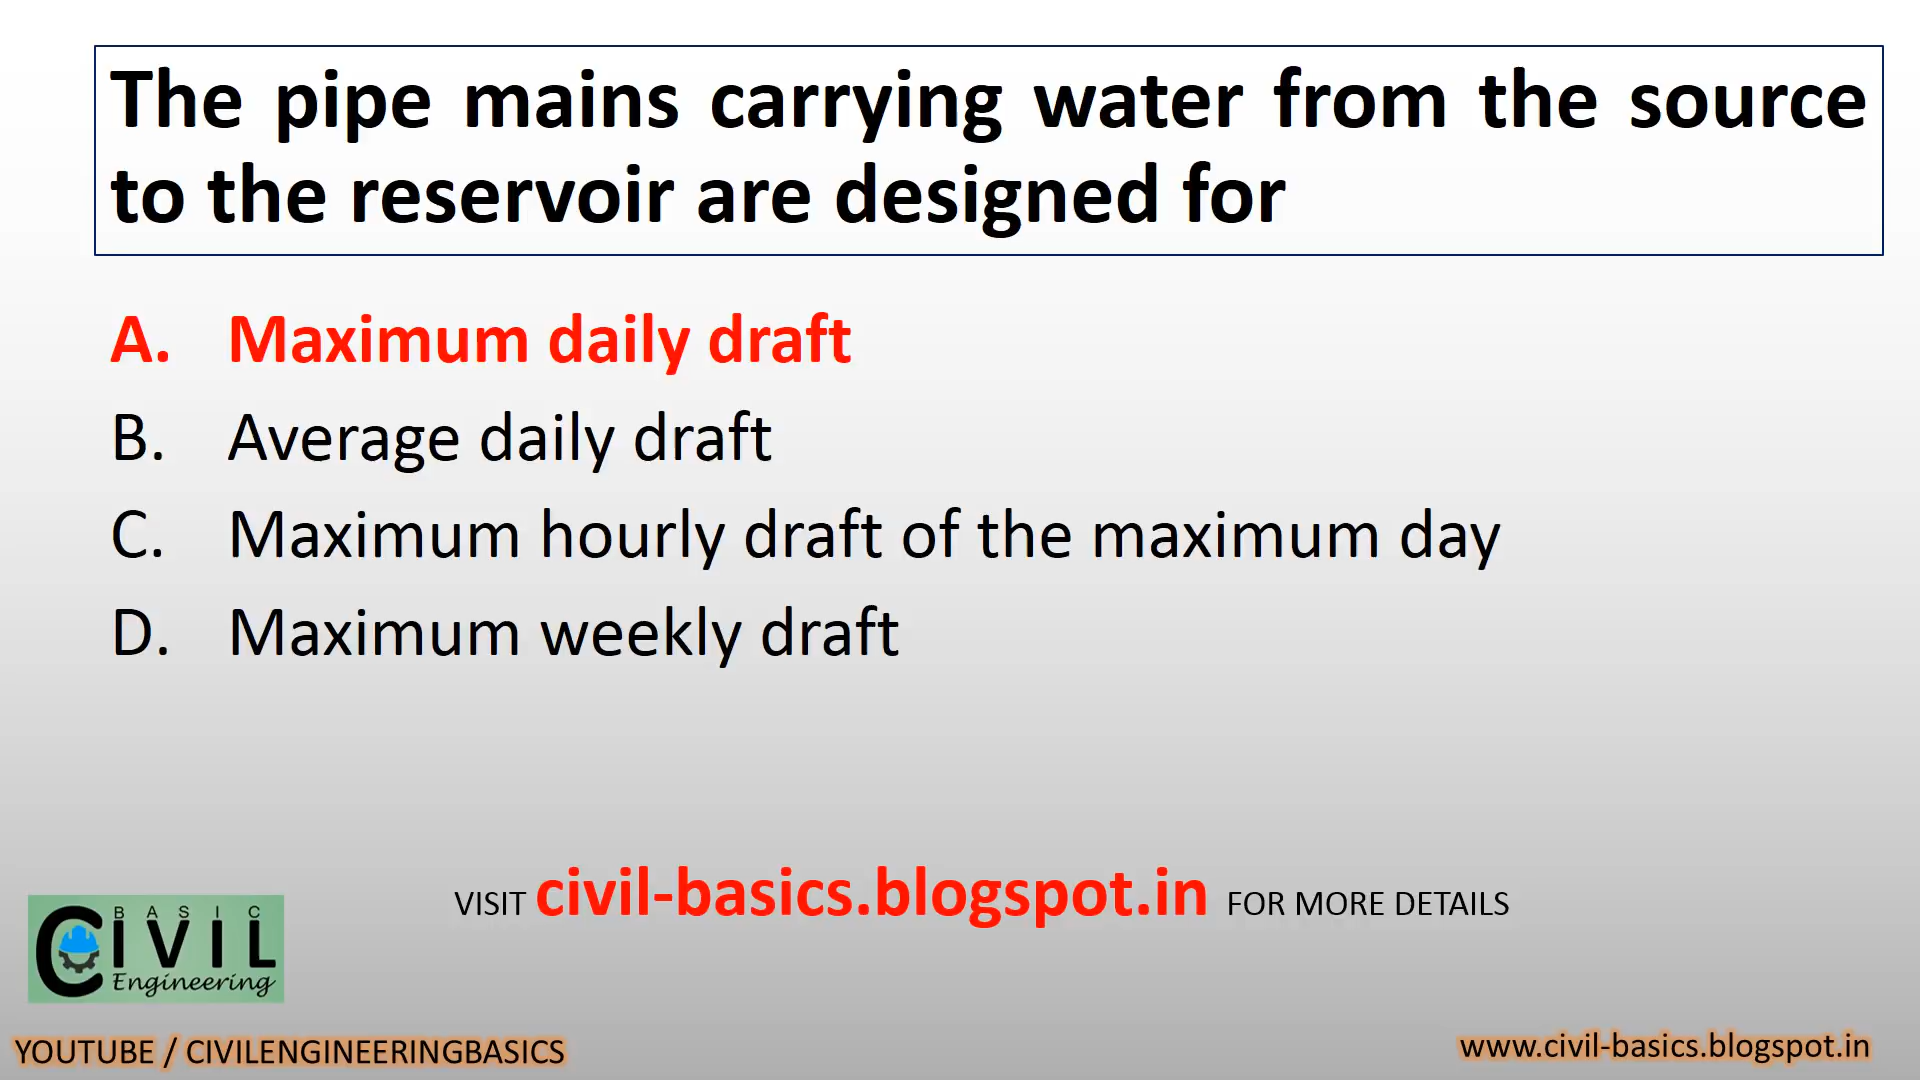 The pipe mains carrying water from the source
to the reservoir are designed for
A. Maximum daily draft
B. Average daily draft
C. Maximum hourly draft of the maximum day
D. Maximum weekly draft
VISIT civil-basics.blogspot.in FOR MORE DETAILS
BASIC
CIVIL
Engineering
YOUTUBE / CIVILENGINEERINGBASICS
www.civil-basics.blogspot.in